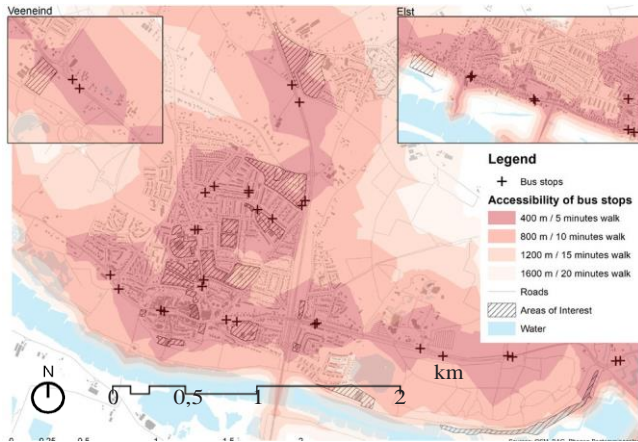 Veeneind
Elst
Legend
Bus stops
Accessibility of bus stops
400 m / 5 minutes walk
800 m / 10 minutes walk
1200 m / 15 minutes walk
1600 m / 20 minutes walk
Roads
Areas of Interest
Water
km
N
0 0,5 1 2